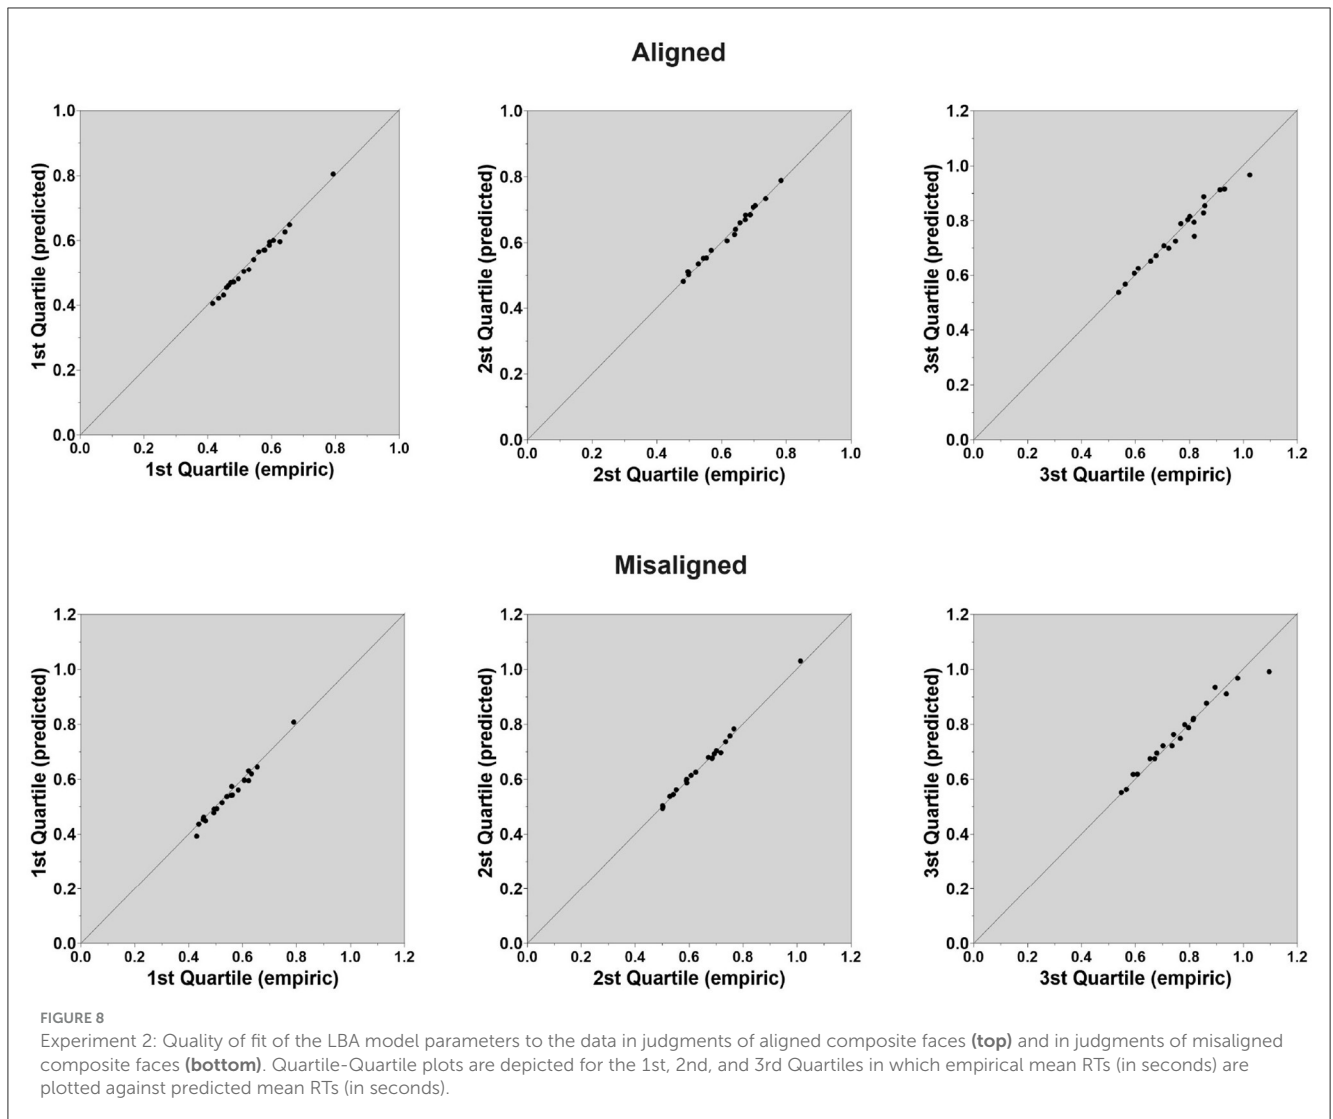 Aligned
1.0
0.8
0.6
0.4
0.2
0.0
1st Quartile (predicted)
0.0 0.2 0.4 0.6 0.8 1.0
1st Quartile (empiric)
1.0
0.8
0.6
0.4
0.2
0.0
2st Quartile (predicted)
0.0 0.2 0.4 0.6 0.8 1.0
2st Quartile (empiric)
1.2
1.0
0.8
0.6
0.4
0.2
0.0
3st Quartile (predicted)
0.0 0.2 0.4 0.6 0.8 1.0 1.2
3st Quartile (empiric)
Misaligned
1.2
1.0
0.8
0.6
0.4
0.2
0.0
1st Quartile (predicted)
0.0 0.2 0.4 0.6 0.8 1.0 1.2
1st Quartile (empiric)
1.2
1.0
0.8
0.6
0.4
0.2
0.0
2st Quartile (predicted)
0.0 0.2 0.4 0.6 0.8 1.0 1.2
2st Quartile (empiric)
1.2
1.0
0.8
0.6
0.4
0.2
0.0
3st Quartile (predicted)
0.0 0.2 0.4 0.6 0.8 1.0 1.2
3st Quartile (empiric)
FIGURE 8
Experiment 2: Quality of fit of the LBA model parameters to the data in judgments of aligned composite faces (top) and in judgments of misaligned
composite faces (bottom). Quartile-Quartile plots are depicted for the 1st, 2nd, and 3rd Quartiles in which empirical mean RTs (in seconds) are
plotted against predicted mean RTs (in seconds).